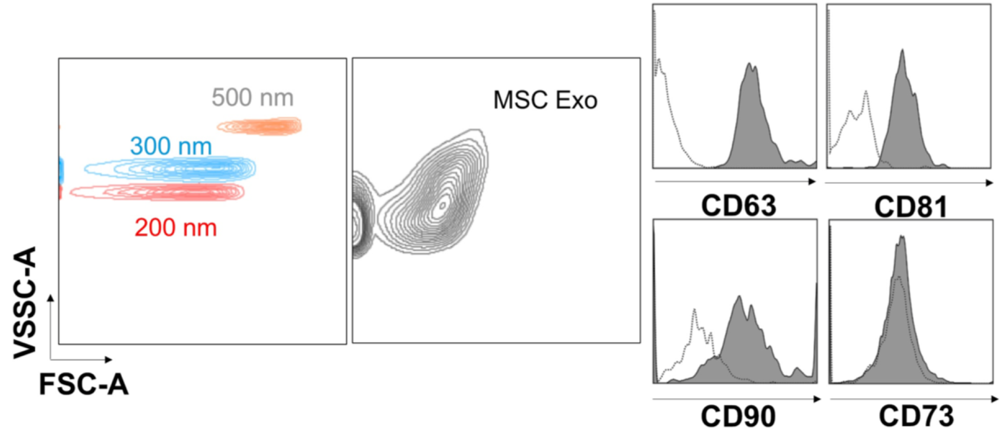 500 nm
300 nm
200 nm
VSSC-A
FSC-A
MSC Exo
CD63
CD81
CD90
CD73